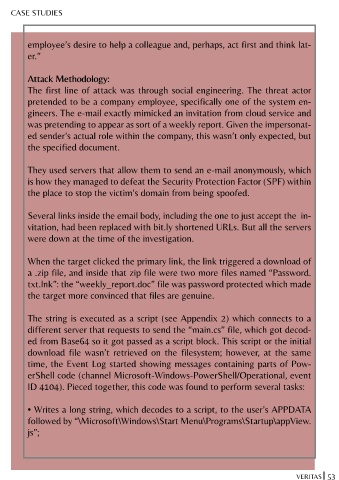 CASE STUDIES
employee's desire to help a colleague and, perhaps, act first and think lat-
er."
Attack Methodology:
The first line of attack was through social engineering. The threat actor
pretended to be a company employee, specifically one of the system en-
gineers. The e-mail exactly mimicked an invitation from cloud service and
was pretending to appear as sort of a weekly report. Given the impersonat-
ed sender's actual role within the company, this wasn't only expected, but
the specified document.
They used servers that allow them to send an e-mail anonymously, which
is how they managed to defeat the Security Protection Factor (SPF) within
the place to stop the victim's domain from being spoofed.
Several links inside the email body, including the one to just accept the in-
vitation, had been replaced with bit.ly shortened URLs. But all the servers
were down at the time of the investigation.
When the target clicked the primary link, the link triggered a download of
a .zip file, and inside that zip file were two more files named "Password.
txt.lnk": the "weekly_report.doc" file was password protected which made
the target more convinced that files are genuine.
The string is executed as a script (see Appendix 2) which connects to a
different server that requests to send the "main.cs" file, which got decod-
ed from Base64 so it got passed as a script block. This script or the initial
download file wasn't retrieved on the filesystem; however, at the same
time, the Event Log started showing messages containing parts of Pow-
erShell code (channel Microsoft-Windows-PowerShell/Operational, event
ID 4104). Pieced together, this code was found to perform several tasks:
• Writes a long string, which decodes to a script, to the user's APPDATA
followed by "\Microsoft\Windows\Start Menu\Programs\Startup\appView.
js";
VERITAS | 53